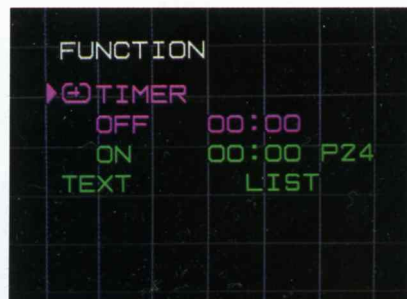 FUNCTION
TIMER
OFF 00:00
ON 00:00 P24
TEXT LIST